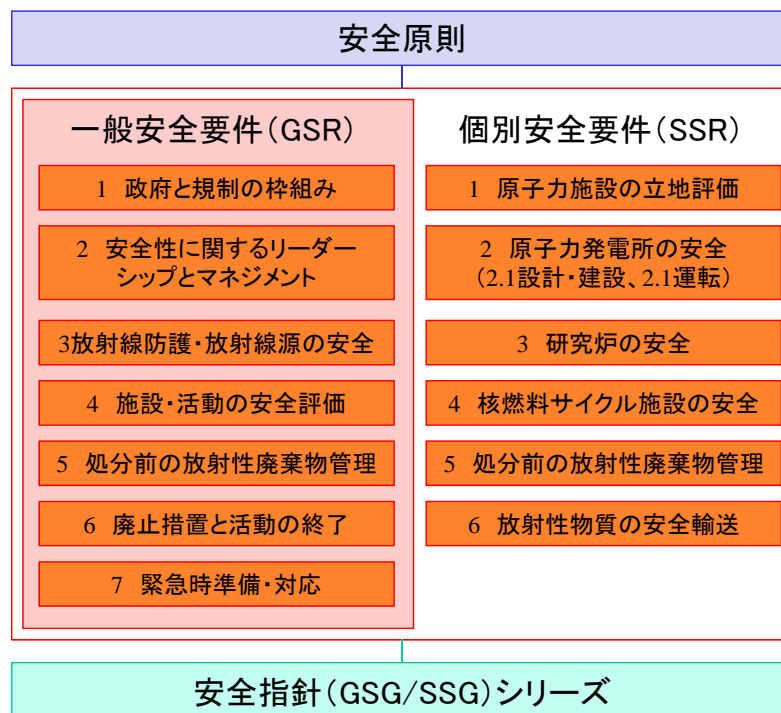 安全原則
一般安全要件(GSR)
1 政府と規制の枠組み
2 安全性に関するリーダー
シップとマネジメント
3放射線防護・放射線源の安全
4 施設・活動の安全評価
5 処分前の放射性廃棄物管理
6 廃止措置と活動の終了
7 緊急時準備・対応
個別安全要件(SSR)
1 原子力施設の立地評価
2 原子力発電所の安全
(2.1設計・建設、2.1運転)
3 研究炉の安全
4 核燃料サイクル施設の安全
5 処分前の放射性廃棄物管理
6 放射性物質の安全輸送
安全指針(GSG/SSG)シリーズ